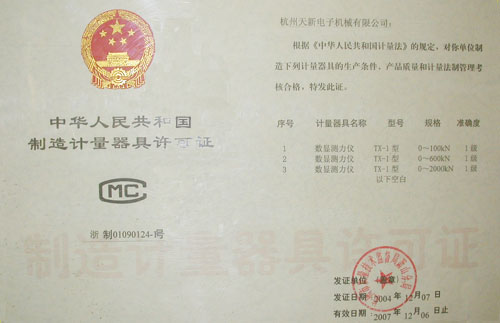 中华人民共和国
制造计量器具许可证
CMC
浙 制01090124-1号
杭州天新电子机械有限公司：
根据《中华人民共和国计量法》的规定，对你单位制
造下列计量器具的生产条件、产品质量和计量法制管理考
核合格，特发此证。
序号 计量器具名称 型号 规格 准确度
1 数显测力仪 TX-1 型 0～100kN 1 级
2 数显测力仪 TX-1 型 0～600kN 1 级
3 数显测力仪 TX-1 型 0～2000kN 1 级
以下空白
制造计量器具许可证
发证单位 （盖章）
发证日期 2004 年 12月 07 日
有效日期 2007 年 12月 06 日止